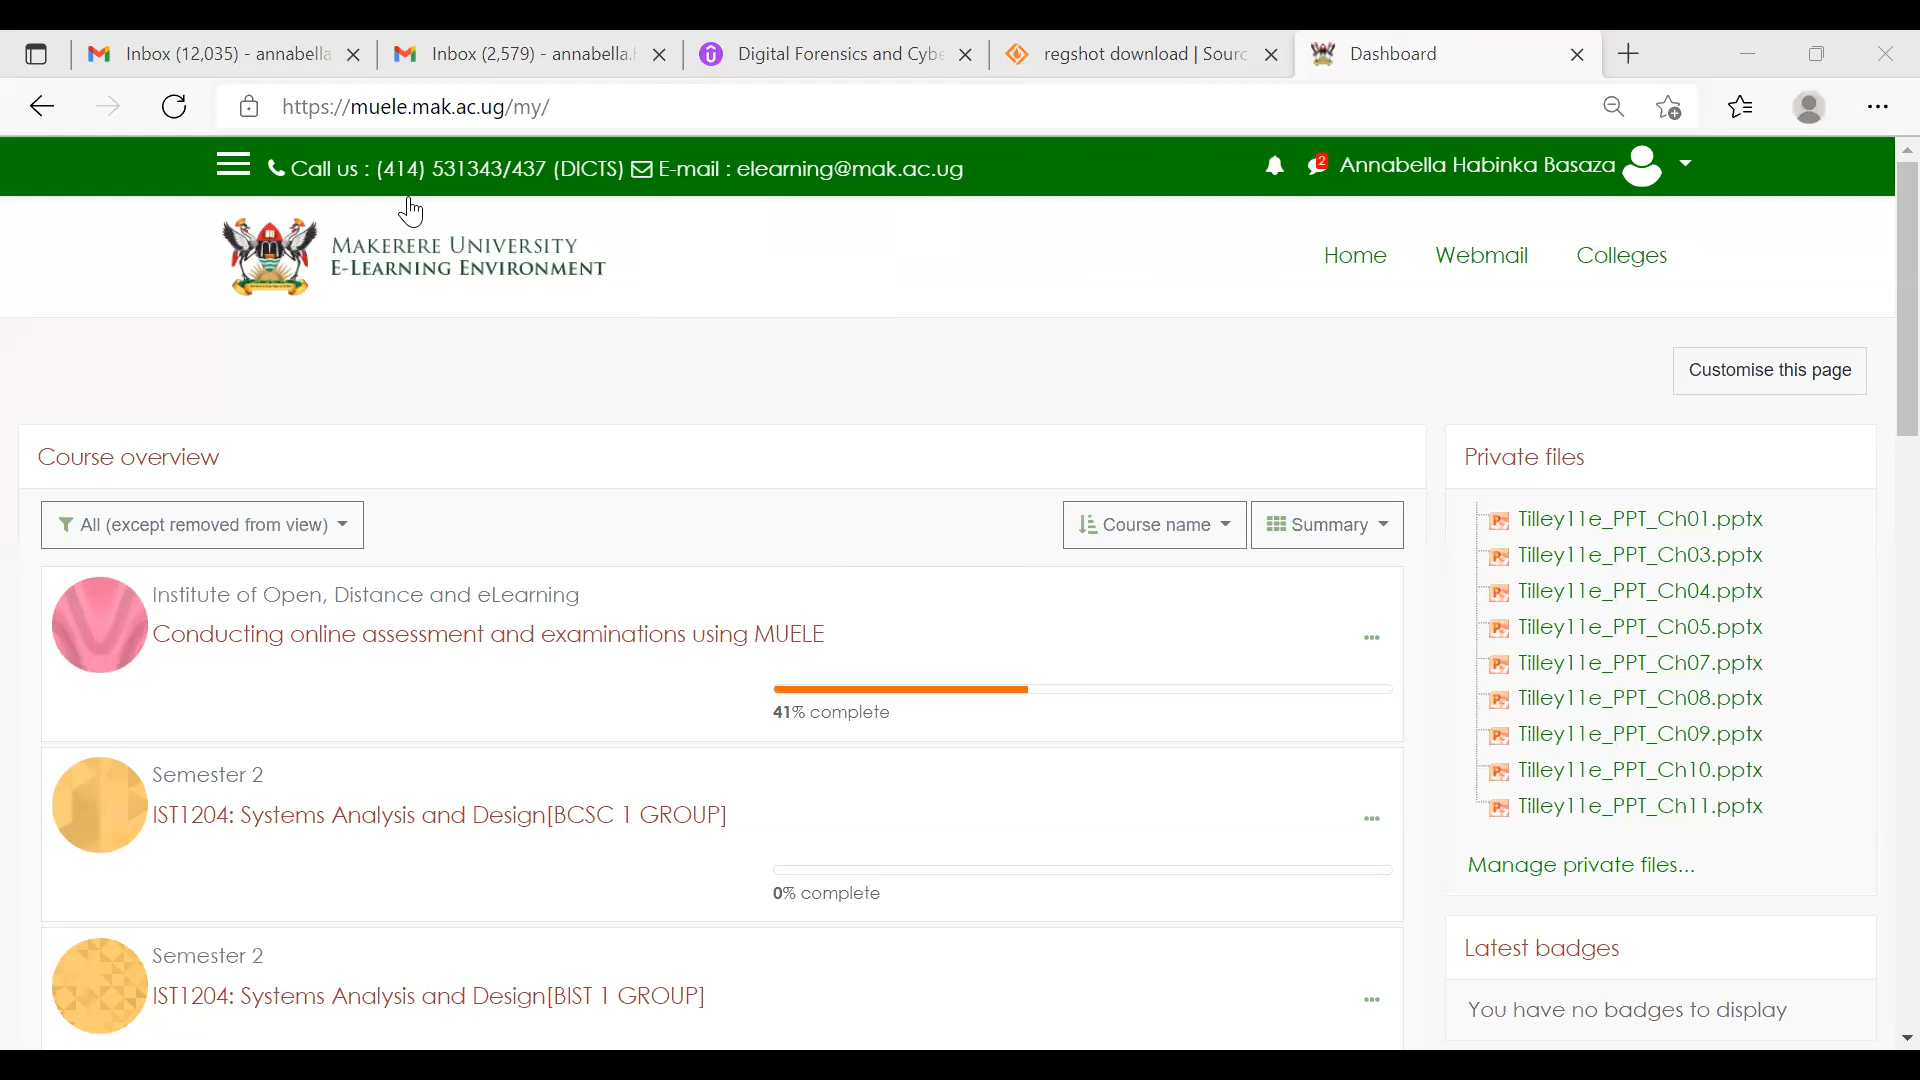 Inbox (12,035) - annabella
Inbox (2,579) - annabella.
Digital Forensics and Cybe
regshot download | Sourc
Dashboard
https://muele.mak.ac.ug/my/
Call us : (414) 531343/437 (DICTS) E-mail : elearning@mak.ac.ug
2 Annabella Habinka Basaza
MAKERERE UNIVERSITY
E-LEARNING ENVIRONMENT
Home Webmail Colleges
Customise this page
Course overview
All (except removed from view)
Course name
Summary
Institute of Open, Distance and eLearning
Conducting online assessment and examinations using MUELE
41% complete
Semester 2
IST1204: Systems Analysis and Design[BCSC 1 GROUP]
0% complete
Semester 2
IST1204: Systems Analysis and Design[BIST 1 GROUP]
Private files
Tilley11e_PPT_Ch01.pptx
Tilley11e_PPT_Ch03.pptx
Tilley11e_PPT_Ch04.pptx
Tilley11e_PPT_Ch05.pptx
Tilley11e_PPT_Ch07.pptx
Tilley11e_PPT_Ch08.pptx
Tilley11e_PPT_Ch09.pptx
Tilley11e_PPT_Ch10.pptx
Tilley11e_PPT_Ch11.pptx
Manage private files...
Latest badges
You have no badges to display